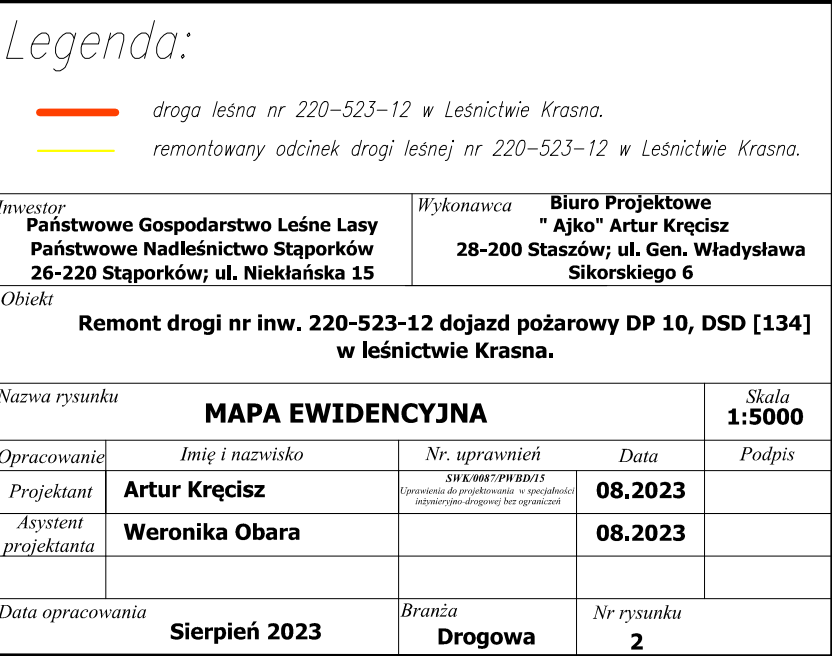 Legenda:
droga leśna nr 220-523-12 w Leśnictwie Krasna.
remontowany odcinek drogi leśnej nr 220-523-12 w Leśnictwie Krasna.
Inwestor
Państwowe Gospodarstwo Leśne Lasy
Państwowe Nadleśnictwo Stąporków
26-220 Stąporków; ul. Niekłańska 15
Wykonawca
Biuro Projektowe
" Ajko" Artur Kręcisz
28-200 Staszów; ul. Gen. Władysława
Sikorskiego 6
Obiekt
Remont drogi nr inw. 220-523-12 dojazd pożarowy DP 10, DSD [134]
w leśnictwie Krasna.
Nazwa rysunku
MAPA EWIDENCYJNA
Skala
1:5000
Opracowanie Imię i nazwisko Nr. uprawnień Data Podpis
Projektant Artur Kręcisz
SWK/0087/PWBD/15
Uprawienia do projektowania w specjalności
inżynieryjno-drogowej bez ograniczeń
08.2023
Asystent
projektanta
Weronika Obara 08.2023
Data opracowania
Sierpień 2023
Branża
Drogowa
Nr rysunku
2